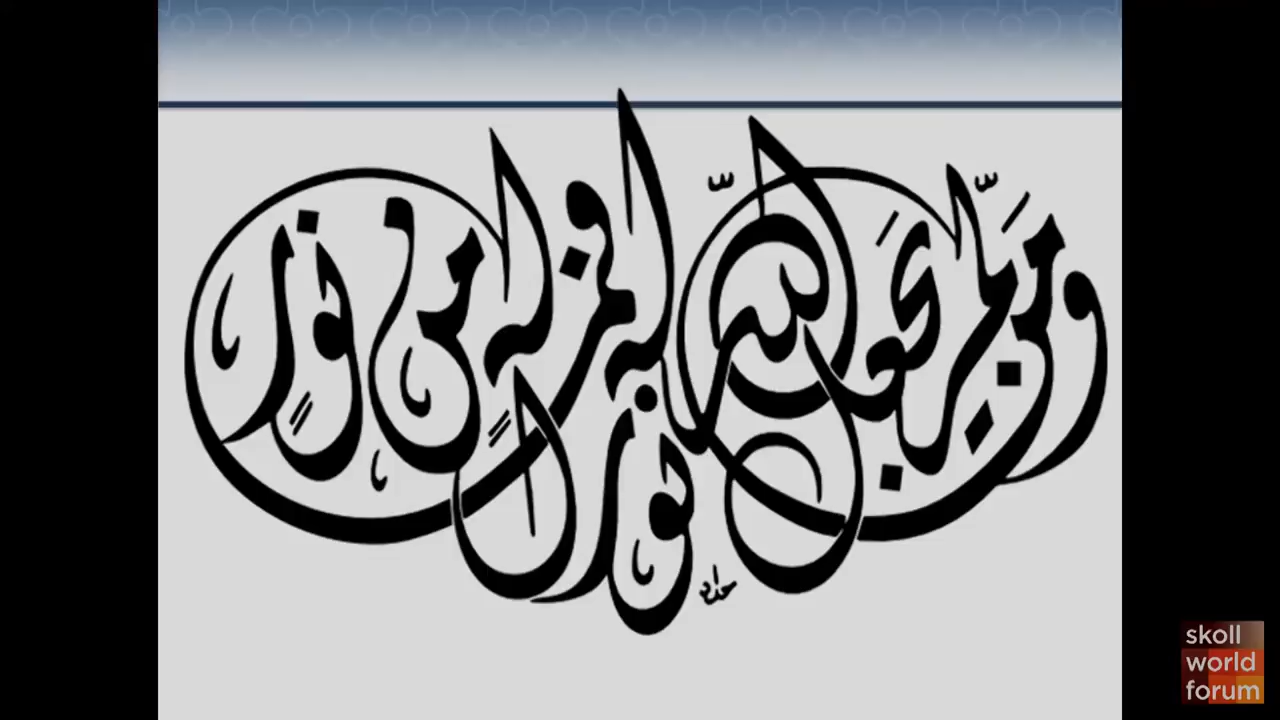 ومن لم يجعل الله له نوراً فما له من نورٍ
skoll
world
forum